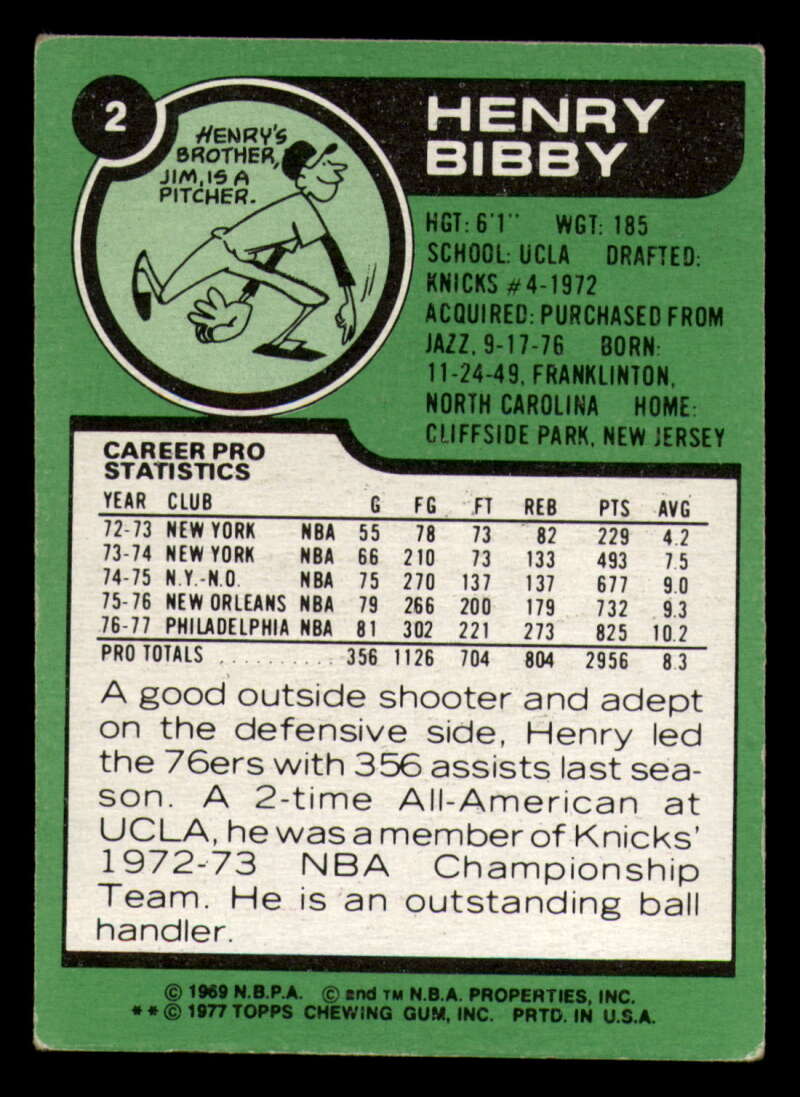 2
HENRY'S
BROTHER,
JIM, IS A
PITCHER.
HENRY
BIBBY
HGT: 6'1" WGT: 185
SCHOOL: UCLA DRAFTED:
KNICKS #4-1972
ACQUIRED: PURCHASED FROM
JAZZ, 9-17-76 BORN:
11-24-49, FRANKLINTON,
NORTH CAROLINA HOME:
CLIFFSIDE PARK, NEW JERSEY
CAREER PRO
STATISTICS
YEAR CLUB G FG FT REB PTS AVG
72-73 NEW YORK NBA 55 78 73 82 229 4.2
73-74 NEW YORK NBA 66 210 73 133 493 7.5
74-75 N.Y.-N.O. NBA 75 270 137 137 677 9.0
75-76 NEW ORLEANS NBA 79 266 200 179 732 9.3
76-77 PHILADELPHIA NBA 81 302 221 273 825 10.2
PRO TOTALS .......... 356 1126 704 804 2956 8.3
A good outside shooter and adept
on the defensive side, Henry led
the 76ers with 356 assists last sea-
son. A 2-time All-American at
UCLA, he was a member of Knicks'
1972-73 NBA Championship
Team. He is an outstanding ball
handler.
© 1969 N.B.P.A. © and TM N.B.A. PROPERTIES, INC.
**© 1977 TOPPS CHEWING GUM, INC. PRTD. IN U.S.A.